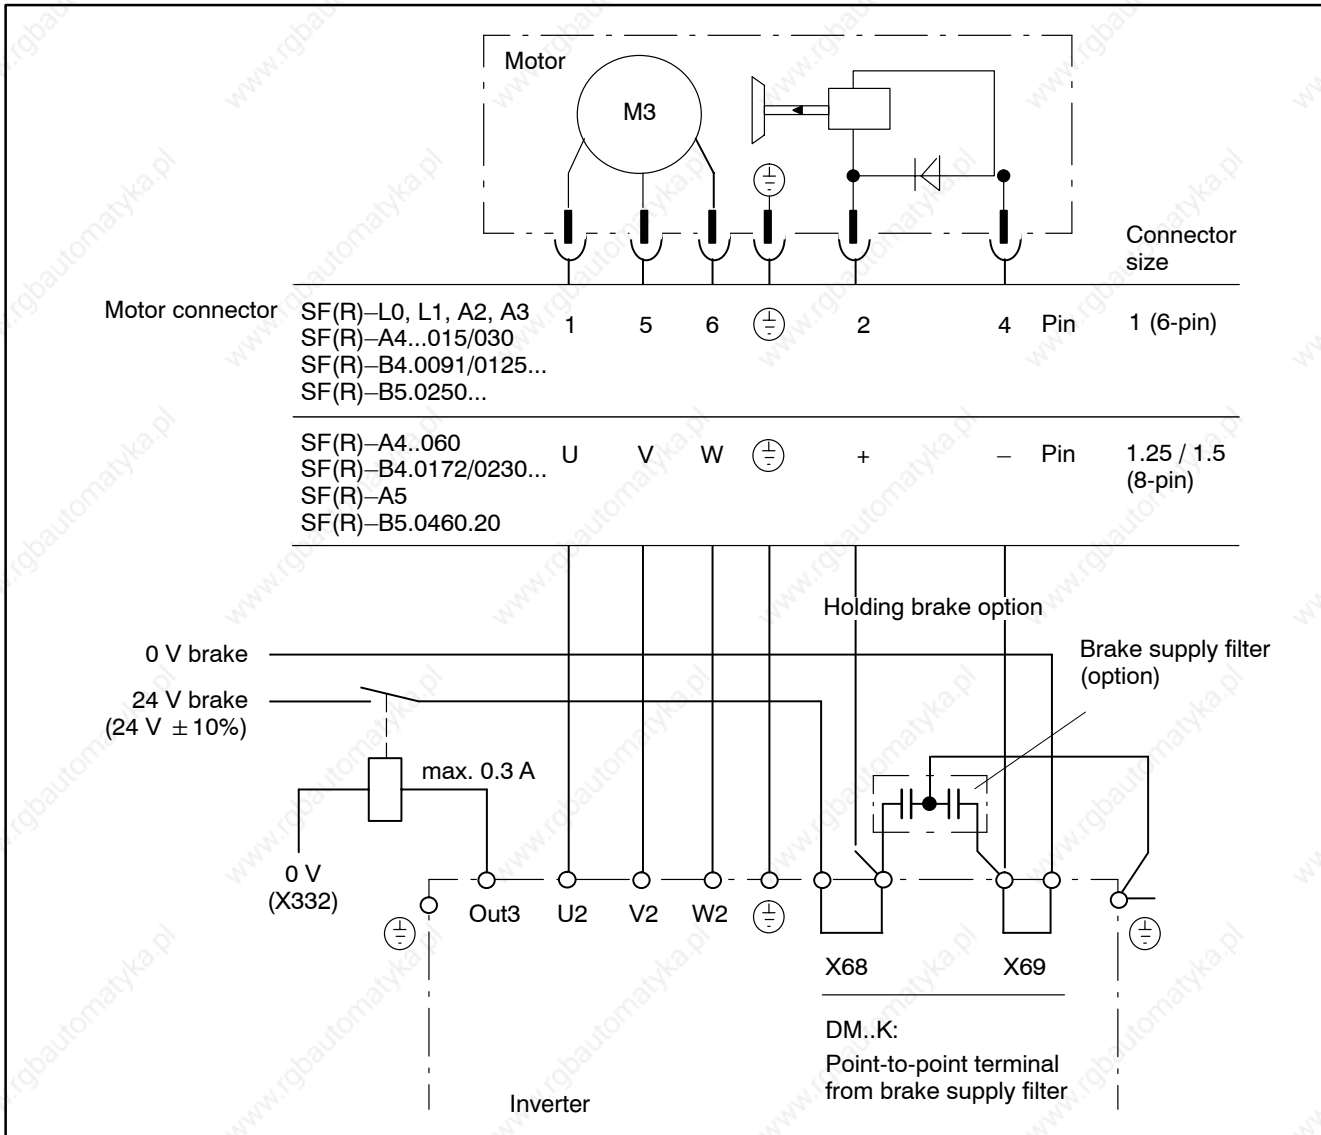 Motor
M3
Connector
size
Motor connector
SF(R)–L0, L1, A2, A3
SF(R)–A4...015/030
SF(R)–B4.0091/0125...
SF(R)–B5.0250...
1 5 6 2 4 Pin 1 (6-pin)
SF(R)–A4..060
SF(R)–B4.0172/0230...
SF(R)–A5
SF(R)–B5.0460.20
U V W + – Pin 1.25 / 1.5
(8-pin)
Holding brake option
0 V brake
Brake supply filter
(option)
24 V brake
(24 V ± 10%)
max. 0.3 A
0 V
(X332)
Out3 U2 V2 W2
X68 X69
DM..K:
Point-to-point terminal
from brake supply filter
Inverter
www.rgbautomatyka.pl